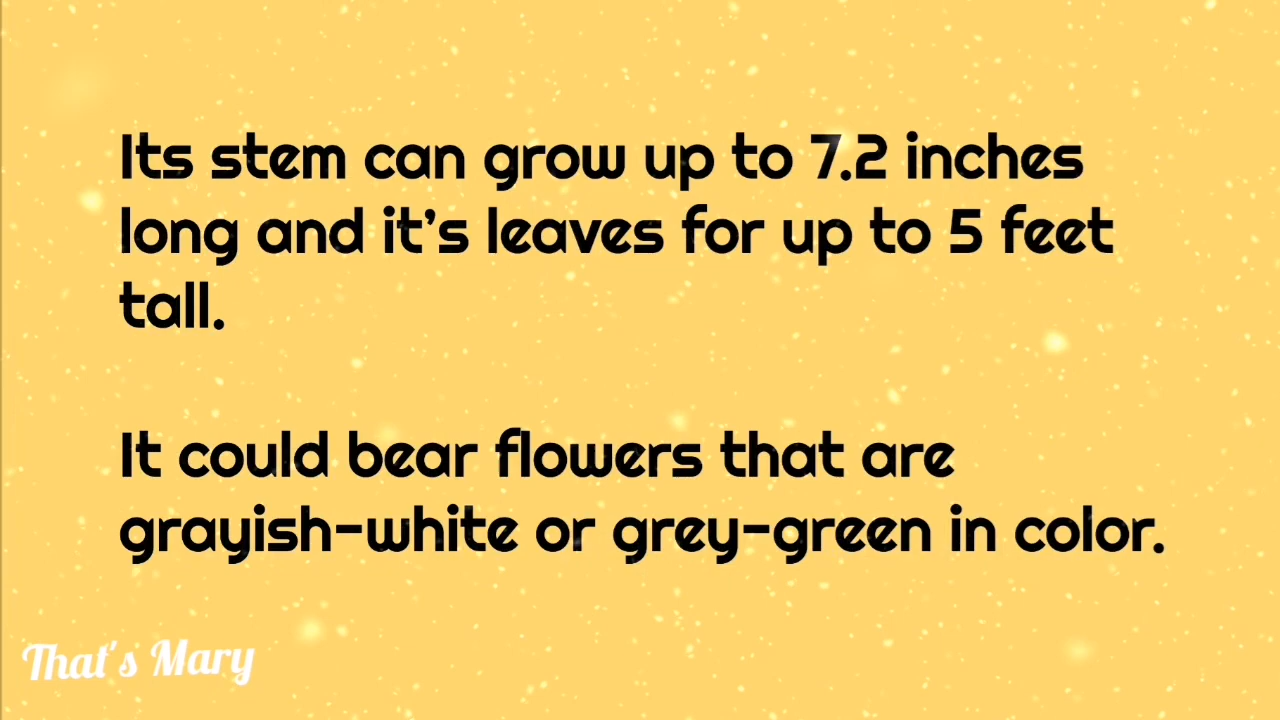 Its stem can grow up to 7.2 inches
long and it’s leaves for up to 5 feet
tall.
It could bear flowers that are
grayish-white or grey-green in color.
That's Mary